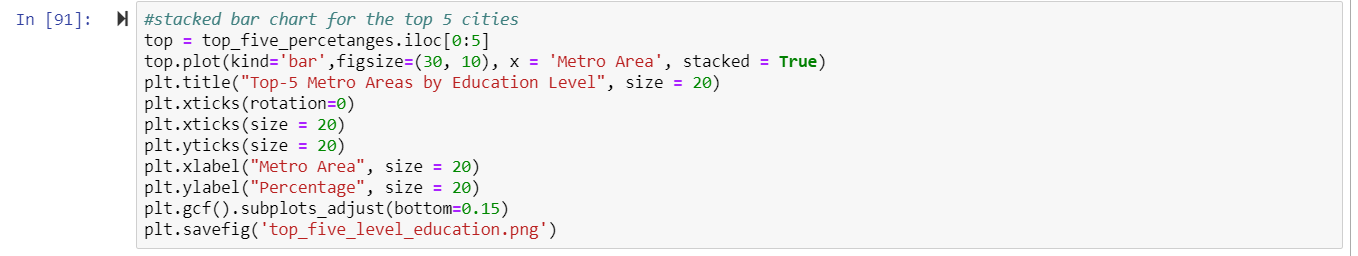 In [91]:
#stacked bar chart for the top 5 cities
top = top_five_percetanges.iloc[0:5]
top.plot(kind='bar',figsize=(30, 10), x = 'Metro Area', stacked = True)
plt.title("Top-5 Metro Areas by Education Level", size = 20)
plt.xticks(rotation=0)
plt.xticks(size = 20)
plt.yticks(size = 20)
plt.xlabel("Metro Area", size = 20)
plt.ylabel("Percentage", size = 20)
plt.gcf().subplots_adjust(bottom=0.15)
plt.savefig('top_five_level_education.png')